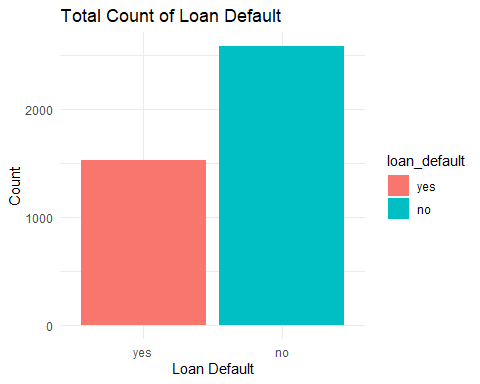 Total Count of Loan Default
Count
2000
1000
0
yes
no
Loan Default
loan_default
yes
no